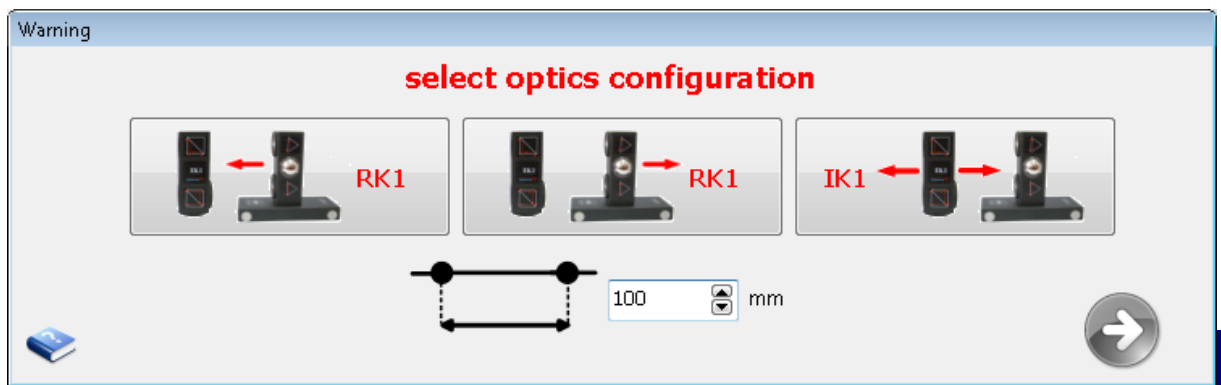 Warning
select optics configuration
RK1
RK1
IK1
100 mm